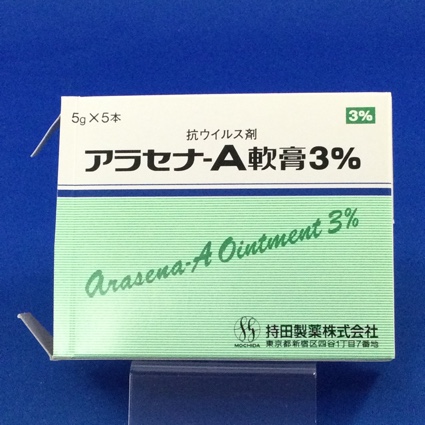 5g×5本
3%
抗ウイルス剤
アラセナ-A軟膏3%
Arasena-A Ointment 3%
MOCHIDA
持田製薬株式会社
東京都新宿区四谷1丁目7番地